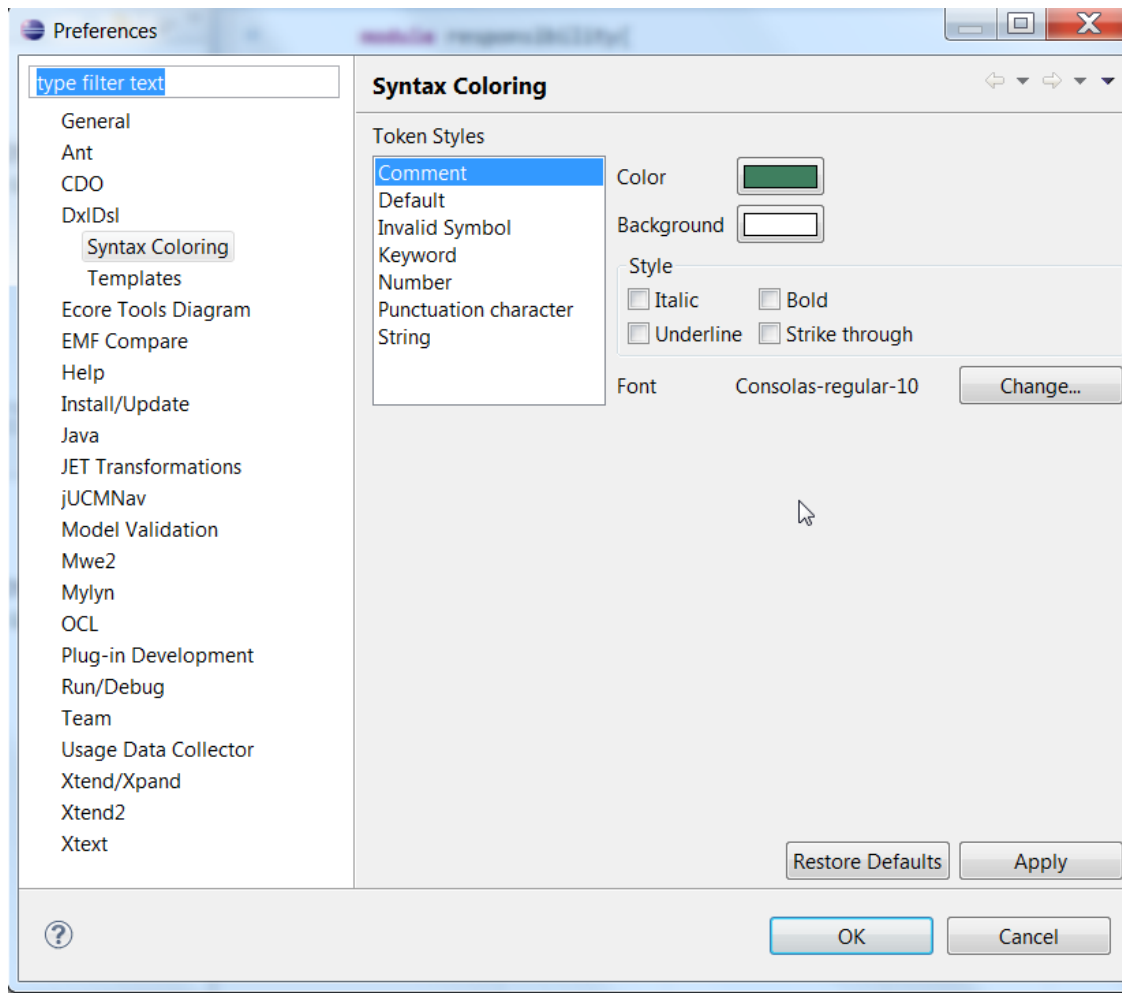 Preferences
module responsibility{
type filter text
General
Ant
CDO
DxlDsl
Syntax Coloring
Templates
Ecore Tools Diagram
EMF Compare
Help
Install/Update
Java
JET Transformations
jUCMNav
Model Validation
Mwe2
Mylyn
OCL
Plug-in Development
Run/Debug
Team
Usage Data Collector
Xtend/Xpand
Xtend2
Xtext
Syntax Coloring
Token Styles
Comment
Default
Invalid Symbol
Keyword
Number
Punctuation character
String
Color
Background
Style
Italic Bold
Underline Strike through
Font Consolas-regular-10 Change...
Restore Defaults Apply
OK Cancel